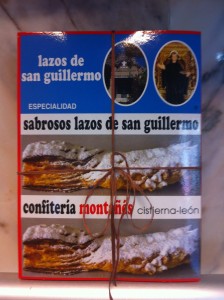 lazos de
san guillermo
ESPECIALIDAD
sabrosos lazos de san guillermo
confitería montañés cistierna-león